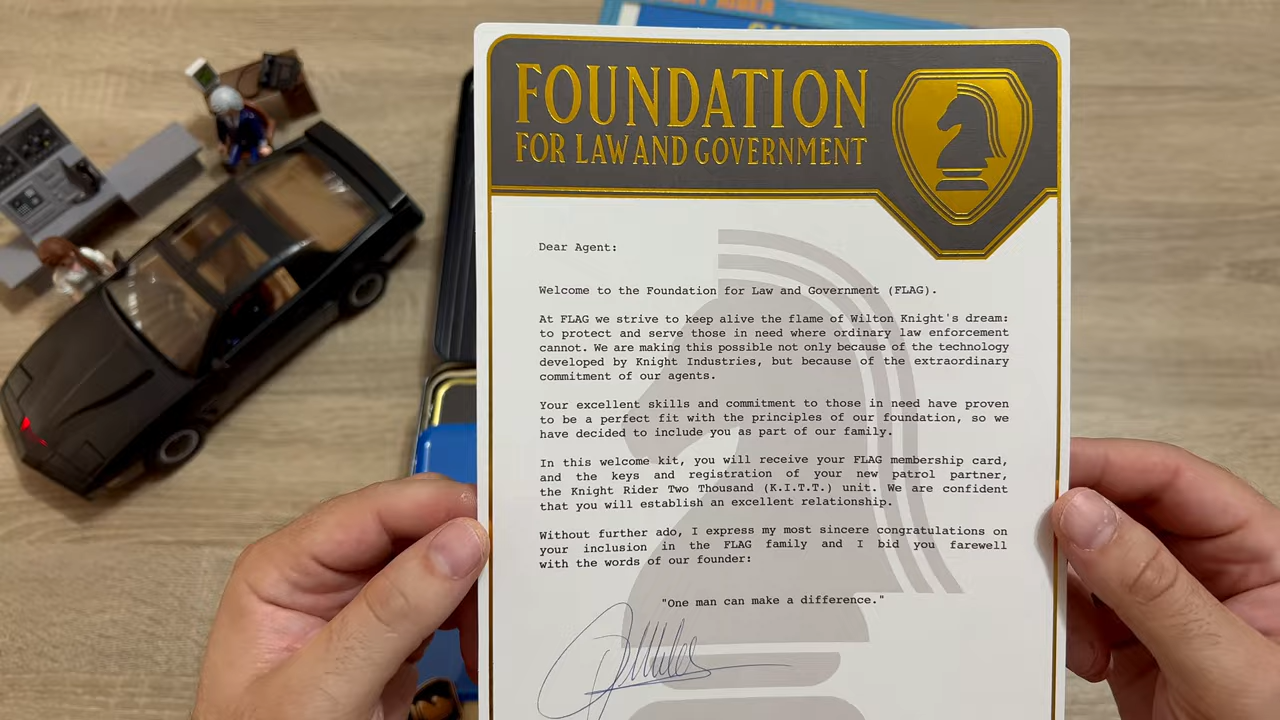 FOUNDATION
FOR LAW AND GOVERNMENT
Dear Agent:
Welcome to the Foundation for Law and Government (FLAG).
At FLAG we strive to keep alive the flame of Wilton Knight's dream:
to protect and serve those in need where ordinary law enforcement
cannot. We are making this possible not only because of the technology
developed by Knight Industries, but because of the extraordinary
commitment of our agents.
Your excellent skills and commitment to those in need have proven
to be a perfect fit with the principles of our foundation, so we
have decided to include you as part of our family.
In this welcome kit, you will receive your FLAG membership card,
and the keys and registration of your new patrol partner,
the Knight Rider Two Thousand (K.I.T.T.) unit. We are confident
that you will establish an excellent relationship.
Without further ado, I express my most sincere congratulations on
your inclusion in the FLAG family and I bid you farewell
with the words of our founder:
"One man can make a difference."